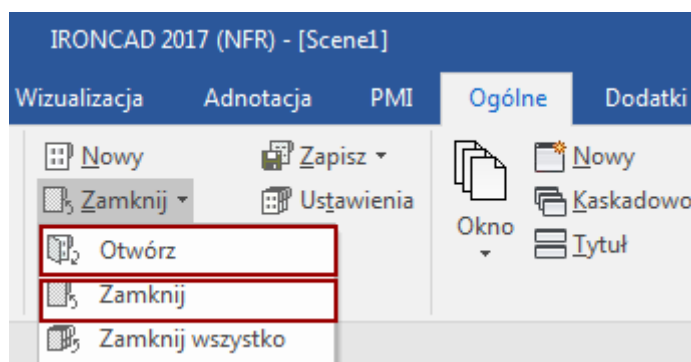 IRONCAD 2017 (NFR) - [Scene1]
Wizualizacja Adnotacja PMI Ogólne Dodatki
Nowy Zapisz Nowy
Zamknij Ustawienia Kaskadowo
Okno
Tytuł
Otwórz
Zamknij
Zamknij wszystko